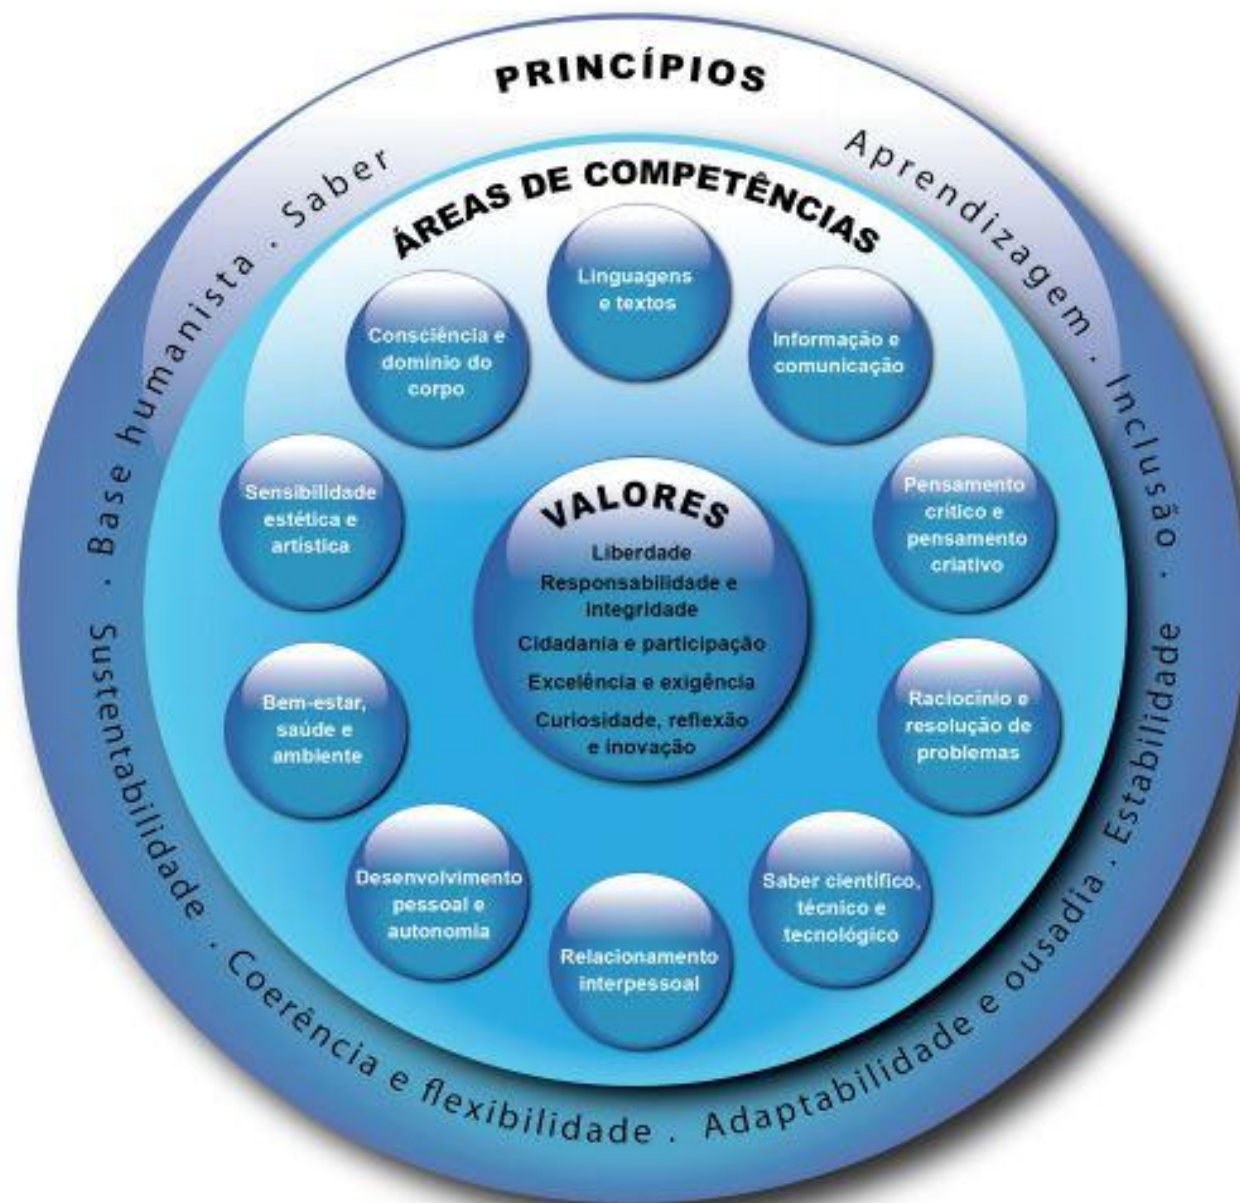 PRINCÍPIOS
. Base humanista . Saber
Aprendizagem . Inclusão .
Sustentabilidade . Coerência e flexibilidade . Adaptabilidade e ousadia . Estabilidade
ÁREAS DE COMPETÊNCIAS
Linguagens
e textos
Informação e
comunicação
Pensamento
crítico e
pensamento
criativo
Raciocínio e
resolução de
problemas
Saber científico,
técnico e
tecnológico
Relacionamento
interpessoal
Desenvolvimento
pessoal e
autonomia
Bem-estar,
saúde e
ambiente
Sensibilidade
estética e
artística
Consciência e
domínio do
corpo
VALORES
Liberdade
Responsabilidade e
integridade
Cidadania e participação
Excelência e exigência
Curiosidade, reflexão
e inovação